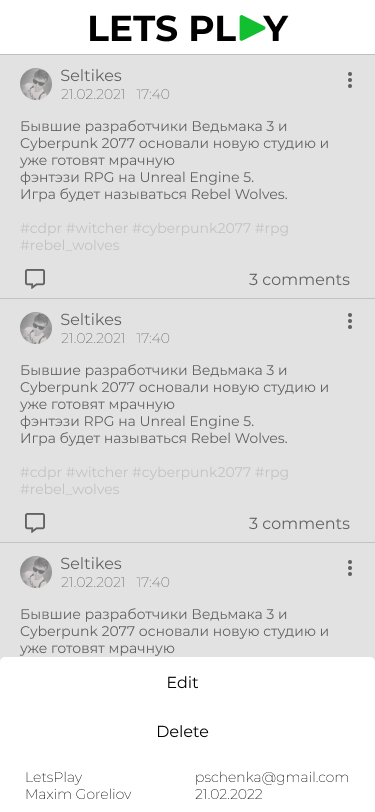 LETS PLAY
Seltikes
21.02.2021 17:40
Бывшие разработчики Ведьмака 3 и
Cyberpunk 2077 основали новую студию и
уже готовят мрачную
фэнтэзи RPG на Unreal Engine 5.
Игра будет называться Rebel Wolves.
#cdpr #witcher #cyberpunk2077 #rpg
#rebel_wolves
3 comments
Seltikes
21.02.2021 17:40
Бывшие разработчики Ведьмака 3 и
Cyberpunk 2077 основали новую студию и
уже готовят мрачную
фэнтэзи RPG на Unreal Engine 5.
Игра будет называться Rebel Wolves.
#cdpr #witcher #cyberpunk2077 #rpg
#rebel_wolves
3 comments
Seltikes
21.02.2021 17:40
Бывшие разработчики Ведьмака 3 и
Cyberpunk 2077 основали новую студию и
уже готовят мрачную
Edit
Delete
LetsPlay pschenka@gmail.com
Maxim Goreliov 21.02.2022